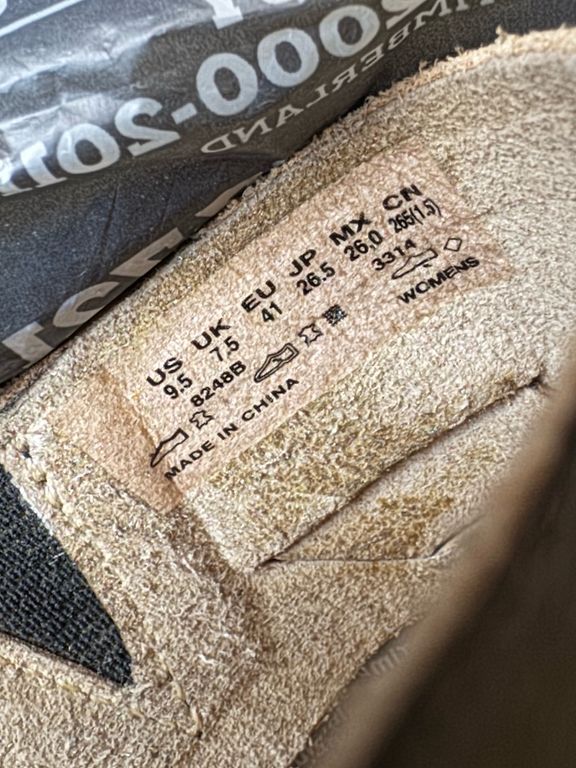 2000-20
TIMBERLAND
US UK EU JP MX CN
9.5 7.5 41 26.5 26.0 265(1.5)
8248B 3314
WOMENS
MADE IN CHINA